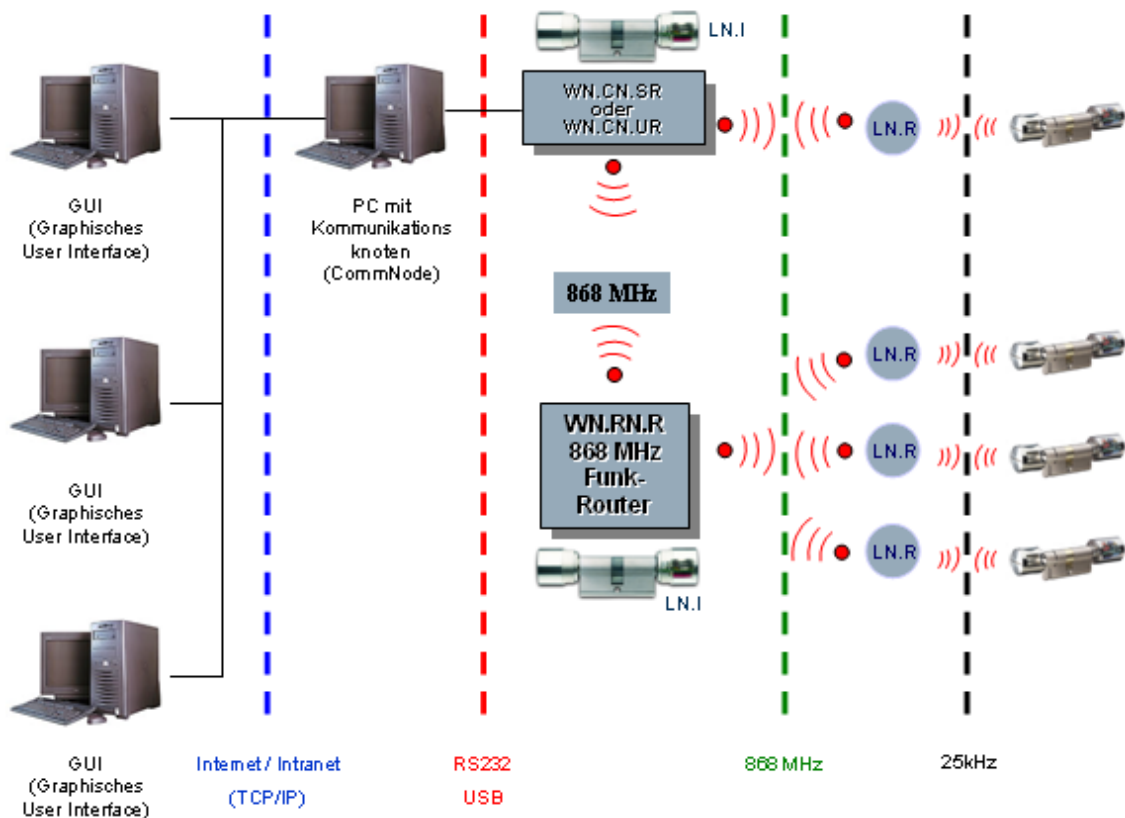 LN.I
WN.CN.SR
oder
WN.CN.UR
LN.R
GUI
(Graphisches
User Interface)
PC mit
Kommunikations
knoten
(CommNode)
868 MHz
LN.R
WN.RN.R
868 MHz
Funk-
Router
LN.R
GUI
(Graphisches
User Interface)
LN.R
LN.I
GUI
(Graphisches
User Interface)
Internet / Intranet
(TCP/IP)
RS232
USB
868 MHz
25kHz